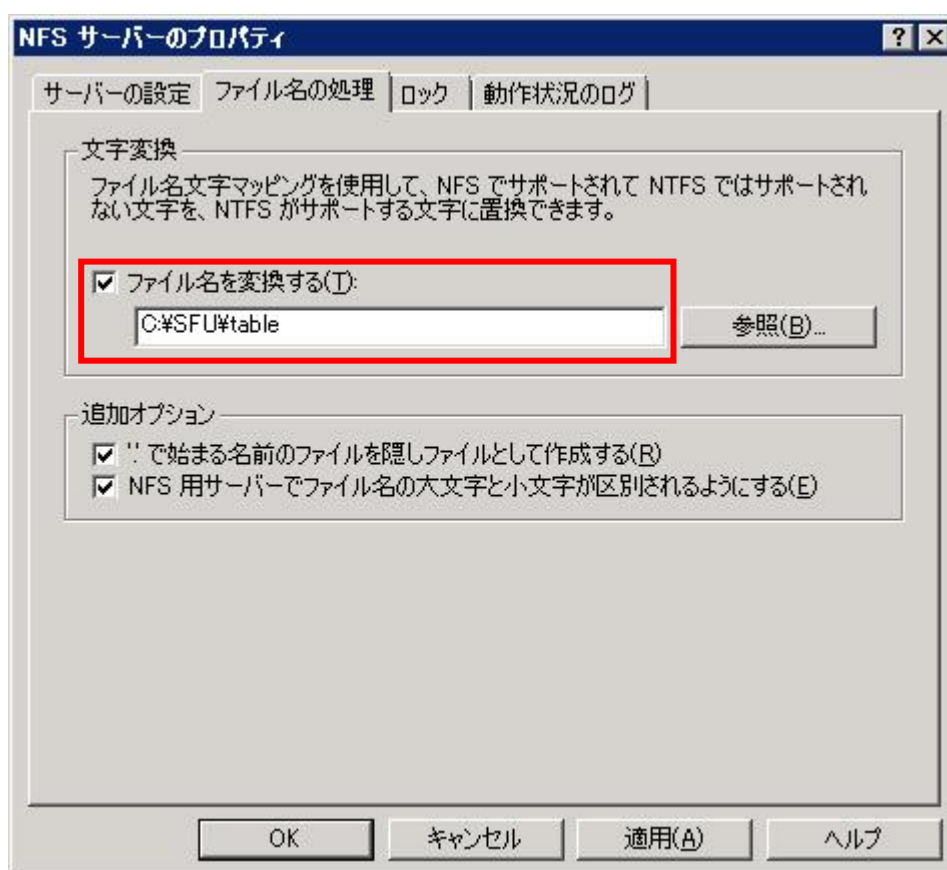 NFS サーバーのプロパティ
サーバーの設定 ファイル名の処理 ロック 動作状況のログ
文字変換
ファイル名文字マッピングを使用して、NFS でサポートされて NTFS ではサポートされ
ない文字を、NTFS がサポートする文字に置換できます。
ファイル名を変換する(T):
C:¥SFU¥table
参照(B)...
追加オプション
'.' で始まる名前のファイルを隠しファイルとして作成する(R)
NFS 用サーバーでファイル名の大文字と小文字が区別されるようにする(E)
OK キャンセル 適用(A) ヘルプ